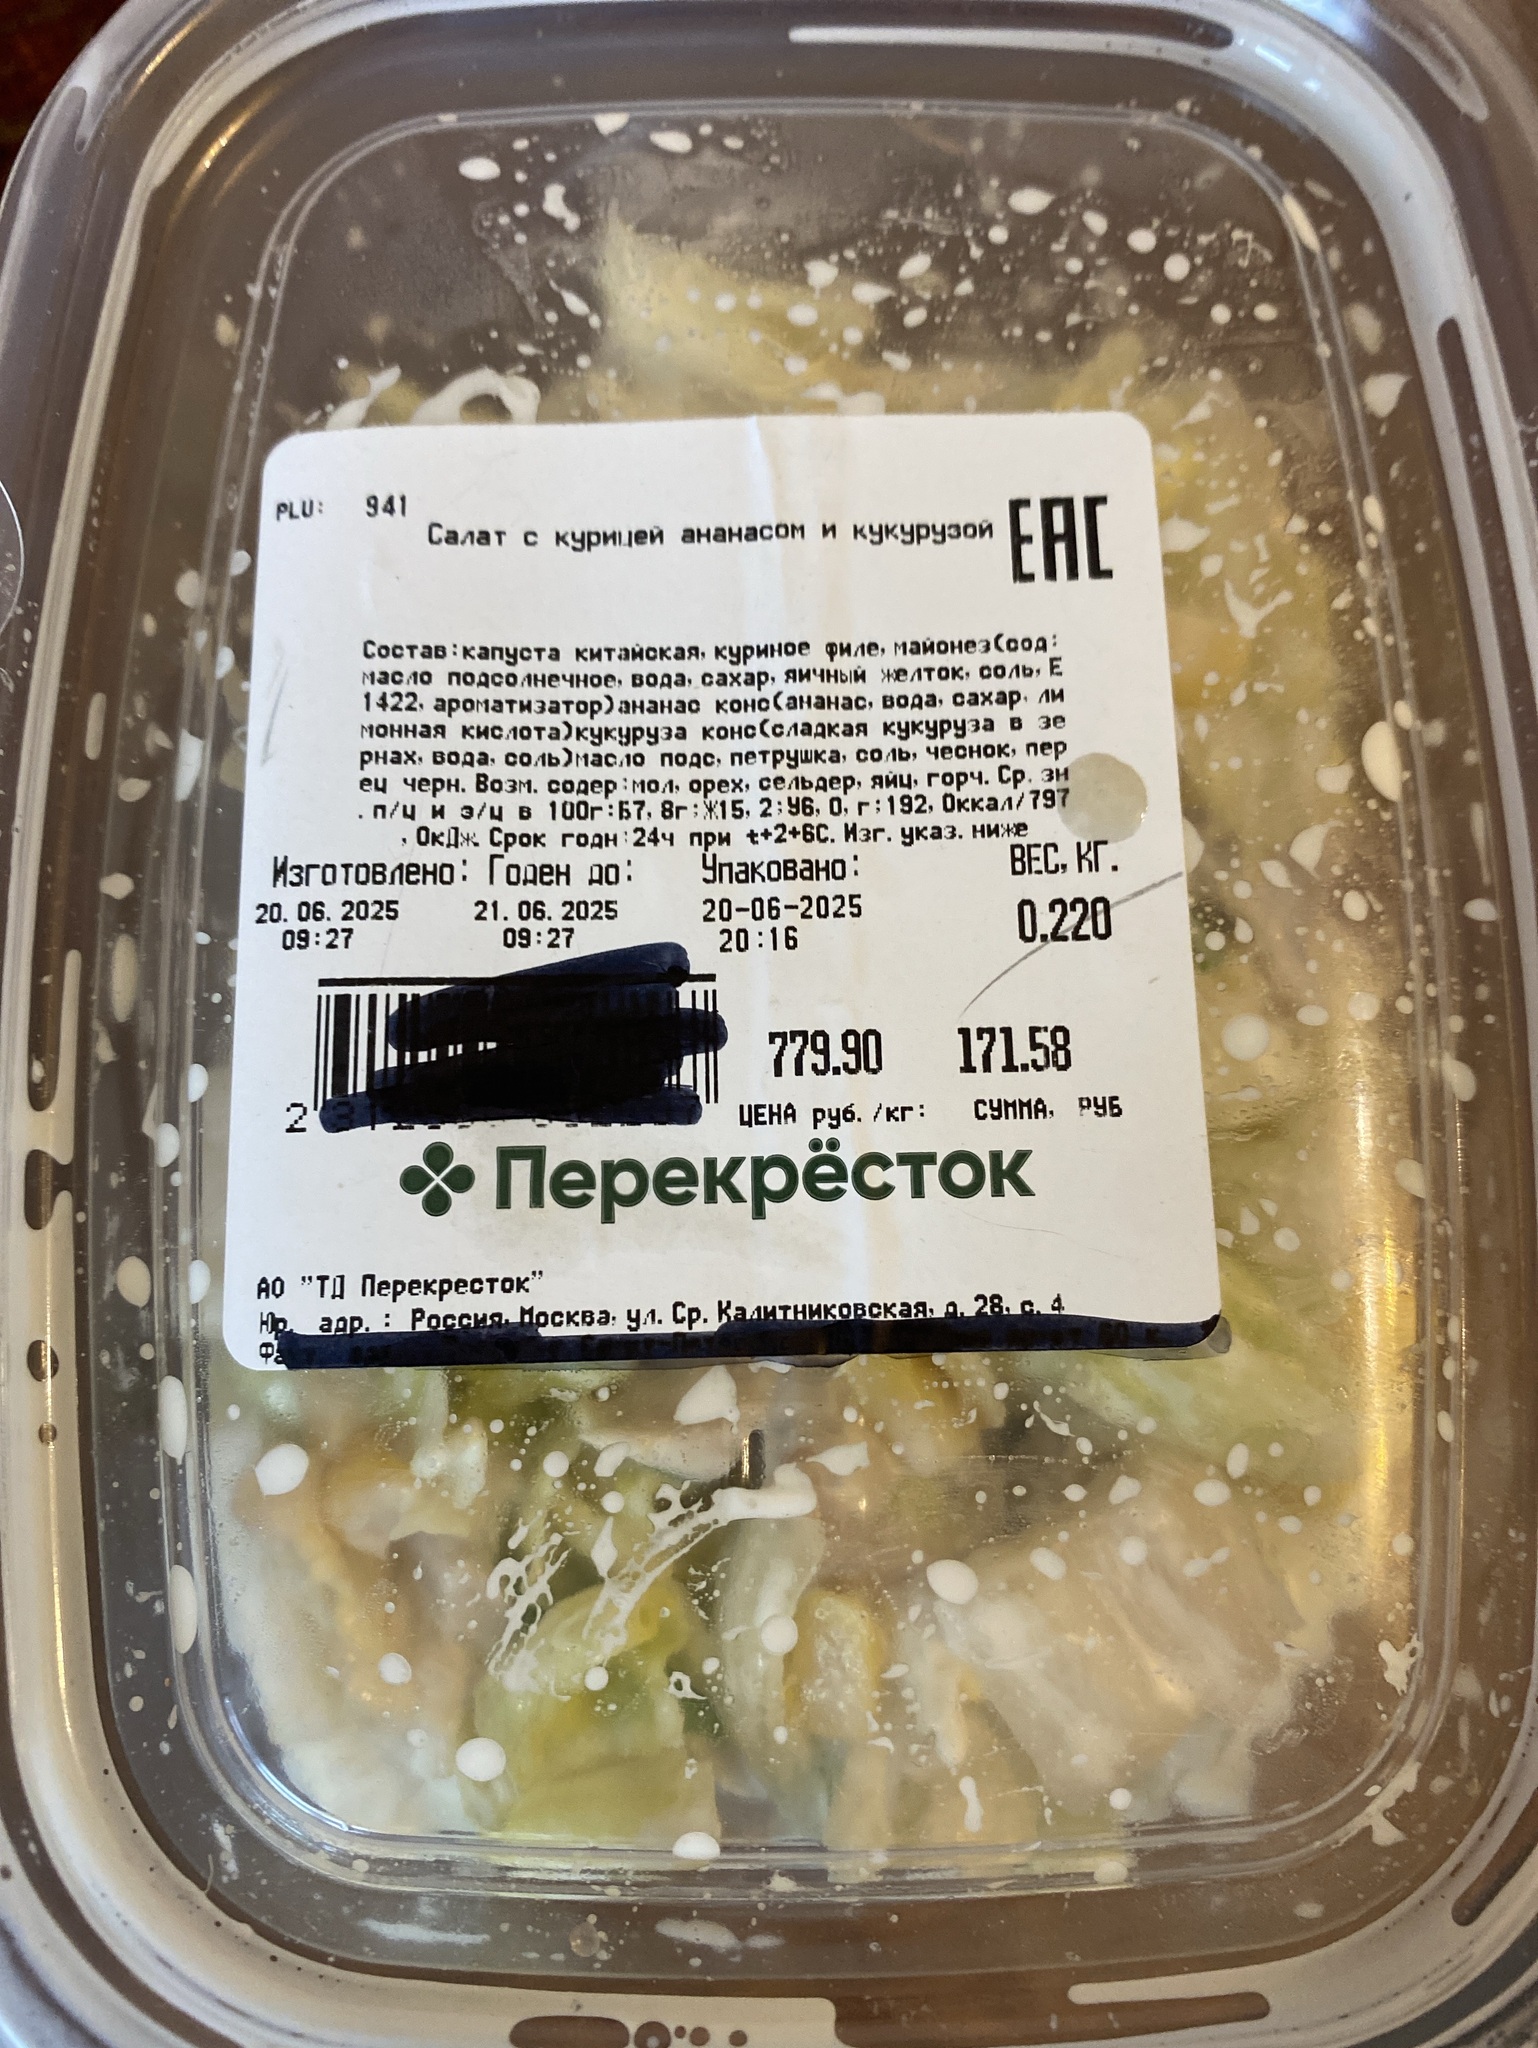 PLU: 941
Салат с курицей ананасом и кукурузой
ЕАС
Состав:капуста китайская, куриное филе, майонез(сод:
масло подсолнечное, вода, сахар, яичный желток, соль, Е
1422, ароматизатор)ананас конс(ананас, вода, сахар, ли
монная кислота)кукуруза конс(сладкая кукуруза в зе
рнах, вода, соль)масло подс, петрушка, соль, чеснок, пер
ец черн. Возм. содер:мол, орех, сельдер, яйц, горч. Ср. зн
. п/ц и э/ц в 100г:Б7, 8г;Ж15, 2;У6, 0, г:192, 0ккал/797
, 0кДж. Срок годн:24ч при t+2+6С. Изг. указ. ниже
Изготовлено: Годен до: Упаковано: ВЕС, КГ.
20. 06. 2025 21. 06. 2025 20-06-2025 0.220
09:27 09:27 20:16
779.90 171.58
2
ЦЕНА руб. /кг: СУММА, РУБ
Перекрёсток
АО "ТД Перекресток"
Юр. адр. : Россия, Москва, ул. Ср. Калитниковская, д. 28, с. 4